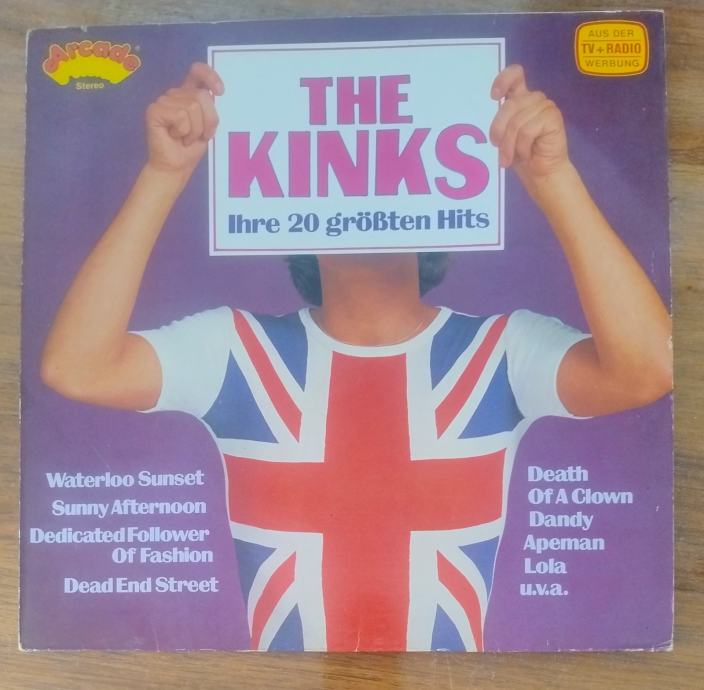 Arcade
Stereo
AUS DER
TV+RADIO
WERBUNG
THE
KINKS
Ihre 20 größten Hits
Waterloo Sunset
Sunny Afternoon
Dedicated Follower
Of Fashion
Dead End Street
Death
Of A Clown
Dandy
Apeman
Lola
u.v.a.